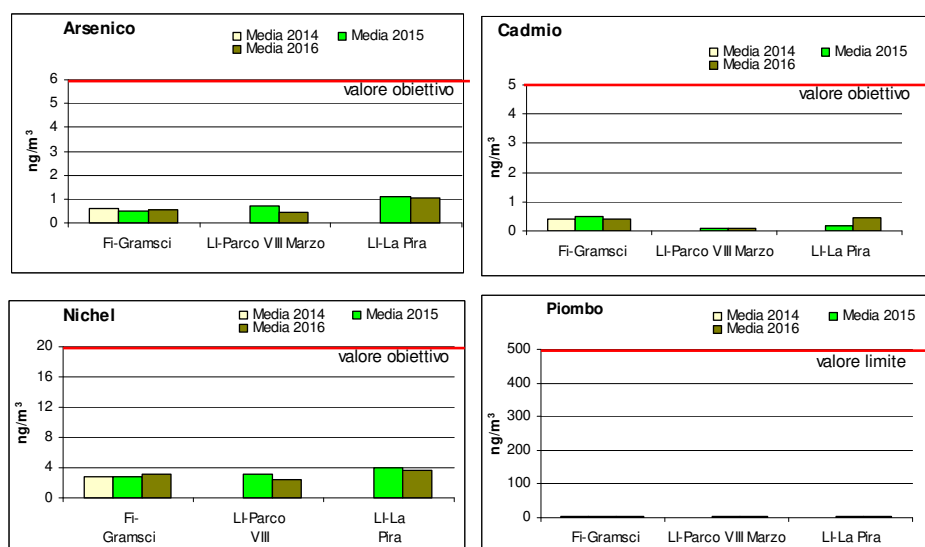 Arsenico
Media 2014
Media 2015
Media 2016
6
5
4
3
2
1
0
ng/m³
valore obiettivo
Fi-Gramsci
LI-Parco VIII Marzo
LI-La Pira
Cadmio
Media 2014
Media 2015
Media 2016
5
4
3
2
1
0
ng/m³
valore obiettivo
Fi-Gramsci
LI-Parco VIII Marzo
LI-La Pira
Nichel
Media 2014
Media 2015
Media 2016
20
16
12
8
4
0
ng/m³
valore obiettivo
Fi-
Gramsci
LI-Parco
VIII
LI-La
Pira
Piombo
Media 2014
Media 2015
Media 2016
500
400
300
200
100
0
ng/m³
valore limite
Fi-Gramsci
LI-Parco VIII Marzo
LI-La Pira